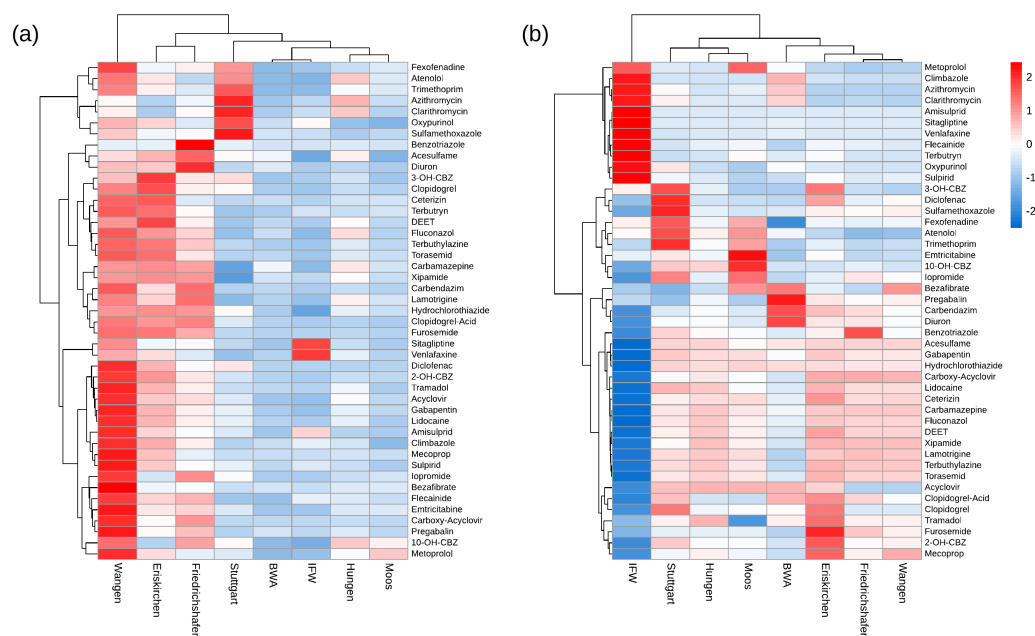 (a)
Fexofenadine
Atenolol
Trimethoprim
Azithromycin
Clarithromycin
Oxypurinol
Sulfamethoxazole
Benzotriazole
Acesulfame
Diuron
3-OH-CBZ
Clopidogrel
Ceterizin
Terbutryn
DEET
Fluconazol
Terbuthylazine
Torasemid
Carbamazepine
Xipamide
Carbendazim
Lamotrigine
Hydrochlorothiazide
Clopidogrel-Acid
Furosemide
Sitagliptine
Venlafaxine
Diclofenac
2-OH-CBZ
Tramadol
Acyclovir
Gabapentin
Lidocaine
Amisulprid
Climbazole
Mecoprop
Sulpirid
Iopromide
Bezafibrate
Flecainide
Emtricitabine
Carboxy-Acyclovir
Pregabalin
10-OH-CBZ
Metoprolol
Wangen
Eriskirchen
Friedrichshafer
Stuttgart
BWA
IFW
Hungen
Moos
(b)
Metoprolol
Climbazole
Azithromycin
Clarithromycin
Amisulprid
Sitagliptine
Venlafaxine
Flecainide
Terbutryn
Oxypurinol
Sulpirid
3-OH-CBZ
Diclofenac
Sulfamethoxazole
Fexofenadine
Atenolol
Trimethoprim
Emtricitabine
10-OH-CBZ
Iopromide
Bezafibrate
Pregabalin
Carbendazim
Diuron
Benzotriazole
Acesulfame
Gabapentin
Hydrochlorothiazide
Carboxy-Acyclovir
Lidocaine
Ceterizin
Carbamazepine
Fluconazol
DEET
Xipamide
Lamotrigine
Terbuthylazine
Torasemid
Acyclovir
Clopidogrel-Acid
Clopidogrel
Tramadol
Furosemide
2-OH-CBZ
Mecoprop
IFW
Stuttgart
Hungen
Moos
BWA
Eriskirchen
Friedrichshafer
Wangen
2
1
0
-1
-2